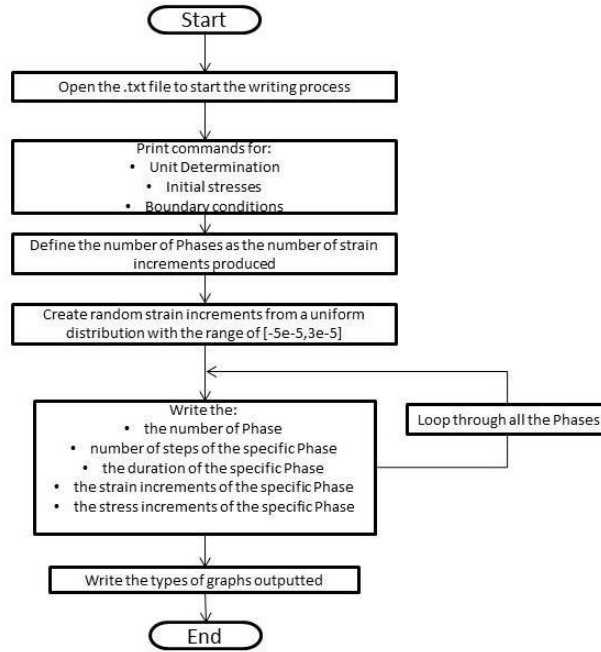 Start
Open the .txt file to start the writing process
Print commands for:
• Unit Determination
• Initial stresses
• Boundary conditions
Define the number of Phases as the number of strain
increments produced
Create random strain increments from a uniform
distribution with the range of [-5e-5,3e-5]
Write the:
• the number of Phase
• number of steps of the specific Phase
• the duration of the specific Phase
• the strain increments of the specific Phase
• the stress increments of the specific Phase
Loop through all the Phases
Write the types of graphs outputted
End